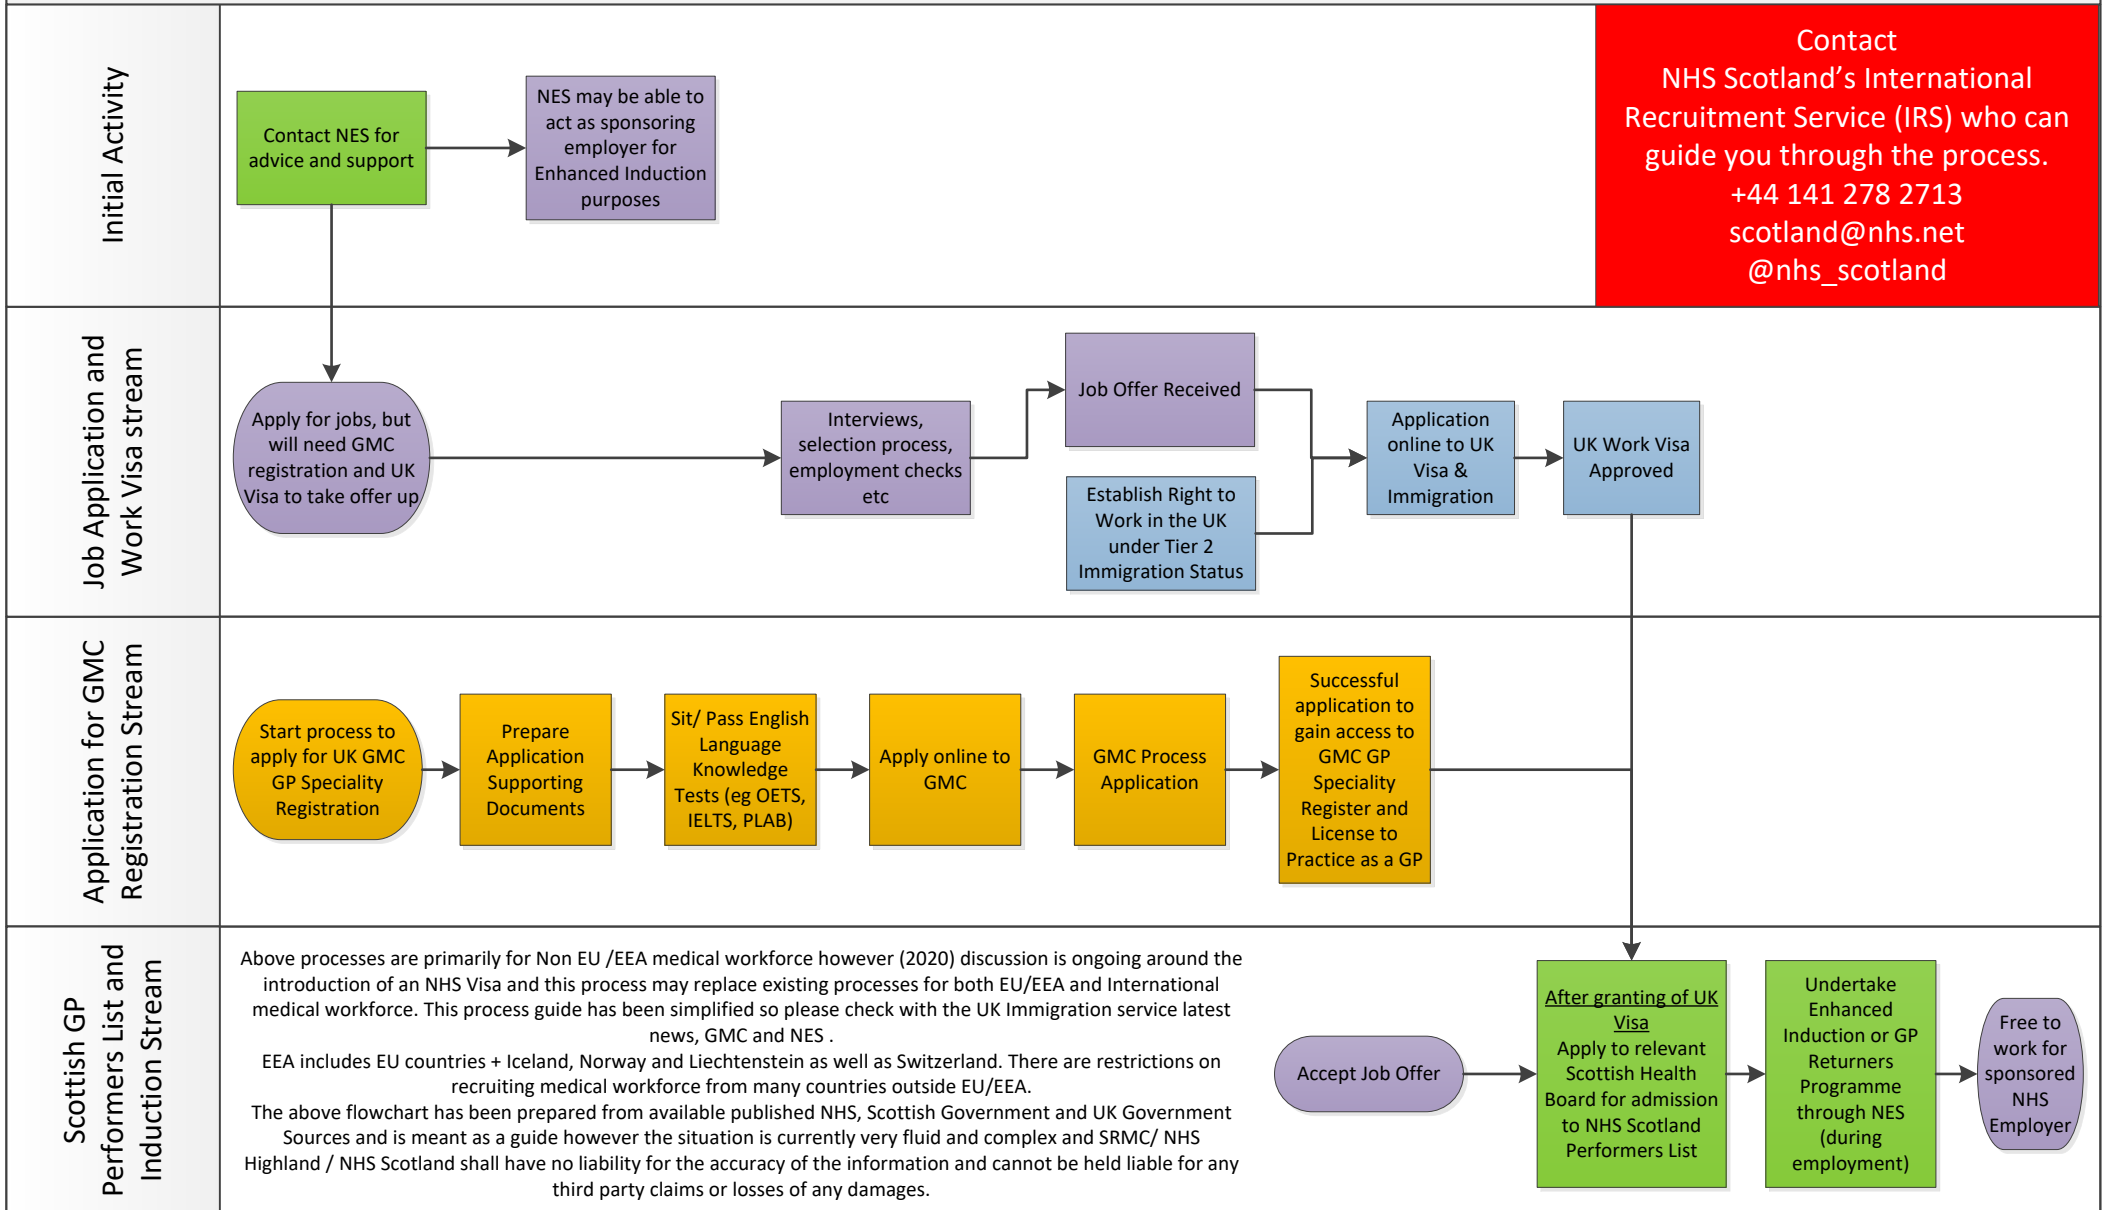 Initial Activity
Contact NES for
advice and support
NES may be able to
act as sponsoring
employer for
Enhanced Induction
purposes
Contact
NHS Scotland's International
Recruitment Service (IRS) who can
guide you through the process.
+44 141 278 2713
scotland@nhs.net
@nhs_scotland
Job Application and
Work Visa stream
Apply for jobs, but
will need GMC
registration and UK
Visa to take offer up
Interviews,
selection process,
employment checks
etc
Job Offer Received
Establish Right to
Work in the UK
under Tier 2
Immigration Status
Application
online to UK
Visa &
Immigration
UK Work Visa
Approved
Application for GMC
Registration Stream
Start process to
apply for UK GMC
GP Speciality
Registration
Prepare
Application
Supporting
Documents
Sit/ Pass English
Language
Knowledge
Tests (eg OETS,
IELTS, PLAB)
Apply online to
GMC
GMC Process
Application
Successful
application to
gain access to
GMC GP
Speciality
Register and
License to
Practice as a GP
Scottish GP
Performers List and
Induction Stream
Above processes are primarily for Non EU /EEA medical workforce however (2020) discussion is ongoing around the
introduction of an NHS Visa and this process may replace existing processes for both EU/EEA and International
medical workforce. This process guide has been simplified so please check with the UK Immigration service latest
news, GMC and NES .
EEA includes EU countries + Iceland, Norway and Liechtenstein as well as Switzerland. There are restrictions on
recruiting medical workforce from many countries outside EU/EEA.
The above flowchart has been prepared from available published NHS, Scottish Government and UK Government
Sources and is meant as a guide however the situation is currently very fluid and complex and SRMC/ NHS
Highland / NHS Scotland shall have no liability for the accuracy of the information and cannot be held liable for any
third party claims or losses of any damages.
Accept Job Offer
After granting of UK
Visa
Apply to relevant
Scottish Health
Board for admission
to NHS Scotland
Performers List
Undertake
Enhanced
Induction or GP
Returners
Programme
through NES
(during
employment)
Free to
work for
sponsored
NHS
Employer